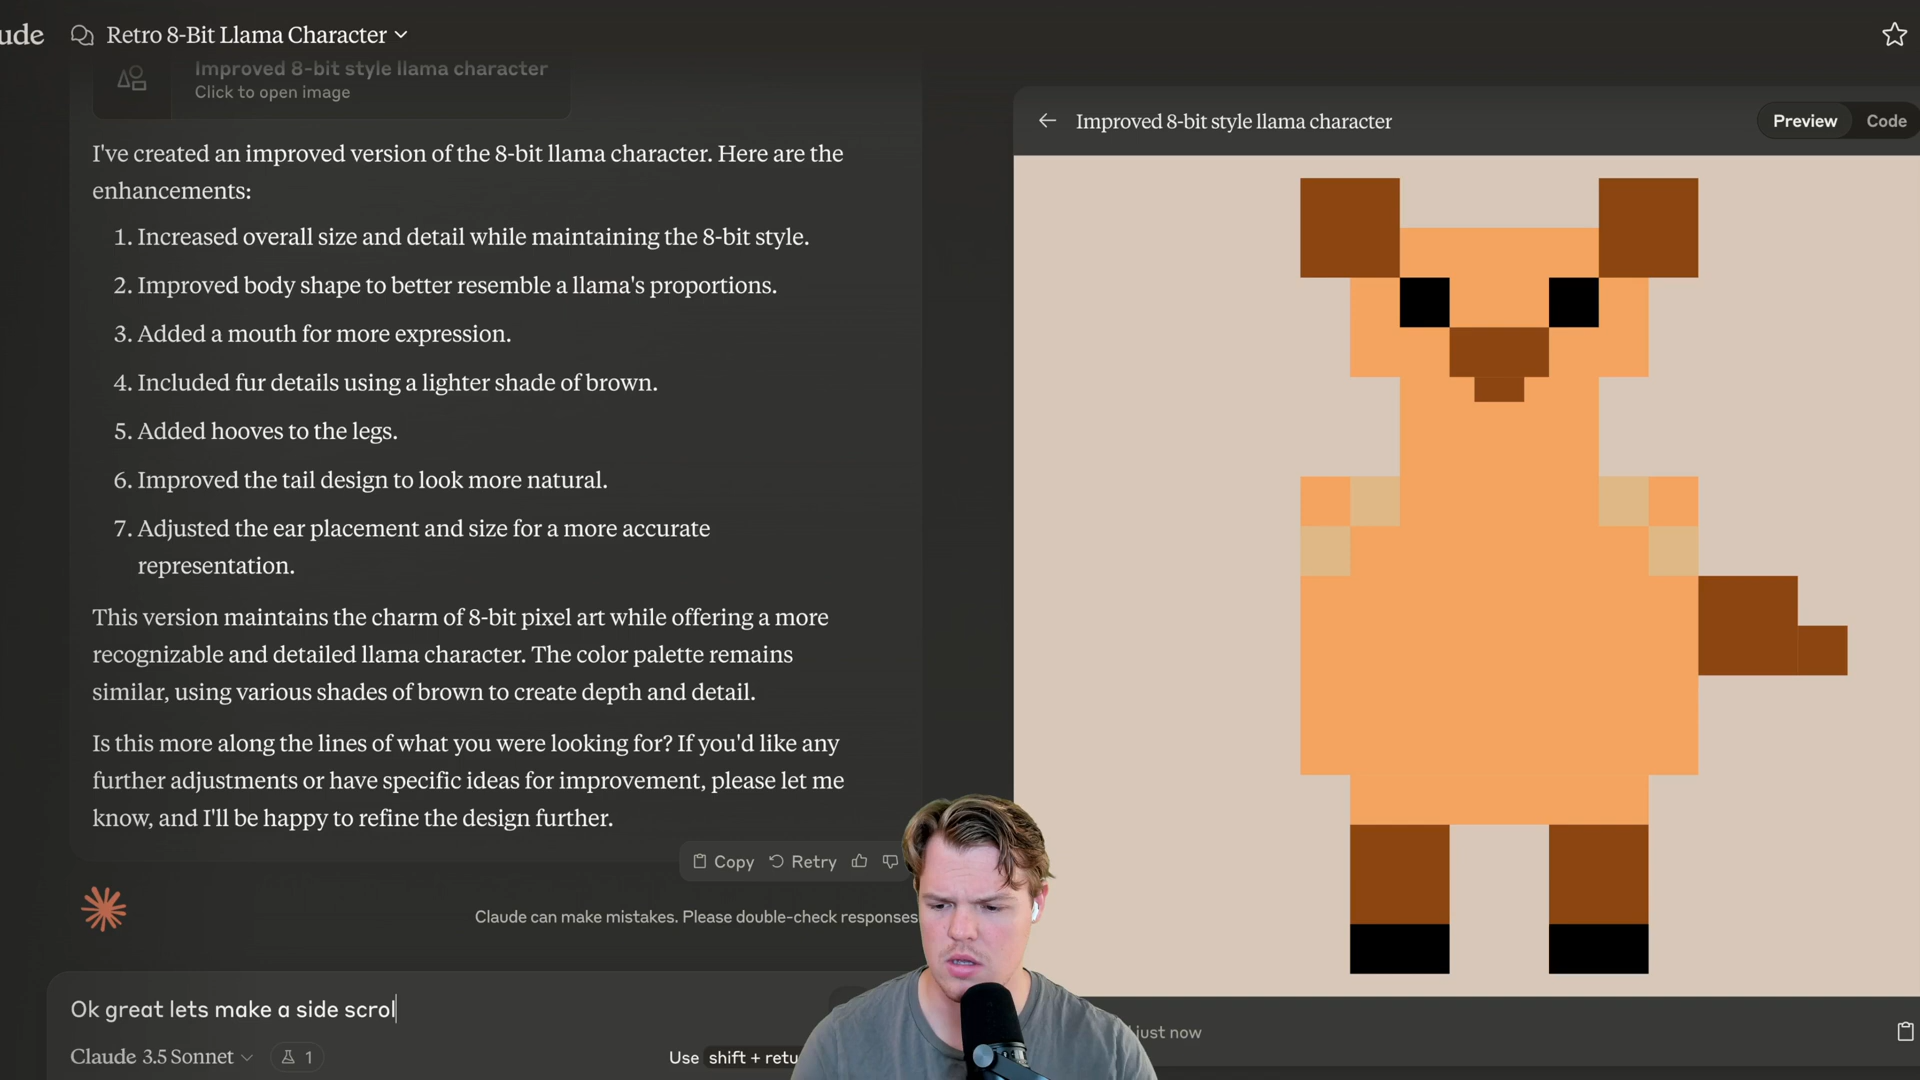 ude
Retro 8-Bit Llama Character
Improved 8-bit style llama character
Click to open image
I've created an improved version of the 8-bit llama character. Here are the
enhancements:
1. Increased overall size and detail while maintaining the 8-bit style.
2. Improved body shape to better resemble a llama's proportions.
3. Added a mouth for more expression.
4. Included fur details using a lighter shade of brown.
5. Added hooves to the legs.
6. Improved the tail design to look more natural.
7. Adjusted the ear placement and size for a more accurate
representation.
This version maintains the charm of 8-bit pixel art while offering a more
recognizable and detailed llama character. The color palette remains
similar, using various shades of brown to create depth and detail.
Is this more along the lines of what you were looking for? If you'd like any
further adjustments or have specific ideas for improvement, please let me
know, and I'll be happy to refine the design further.
Copy Retry
Claude can make mistakes. Please double-check responses
Ok great lets make a side scrol
Claude 3.5 Sonnet 1
Use shift + retu
Improved 8-bit style llama character
Preview Code
just now